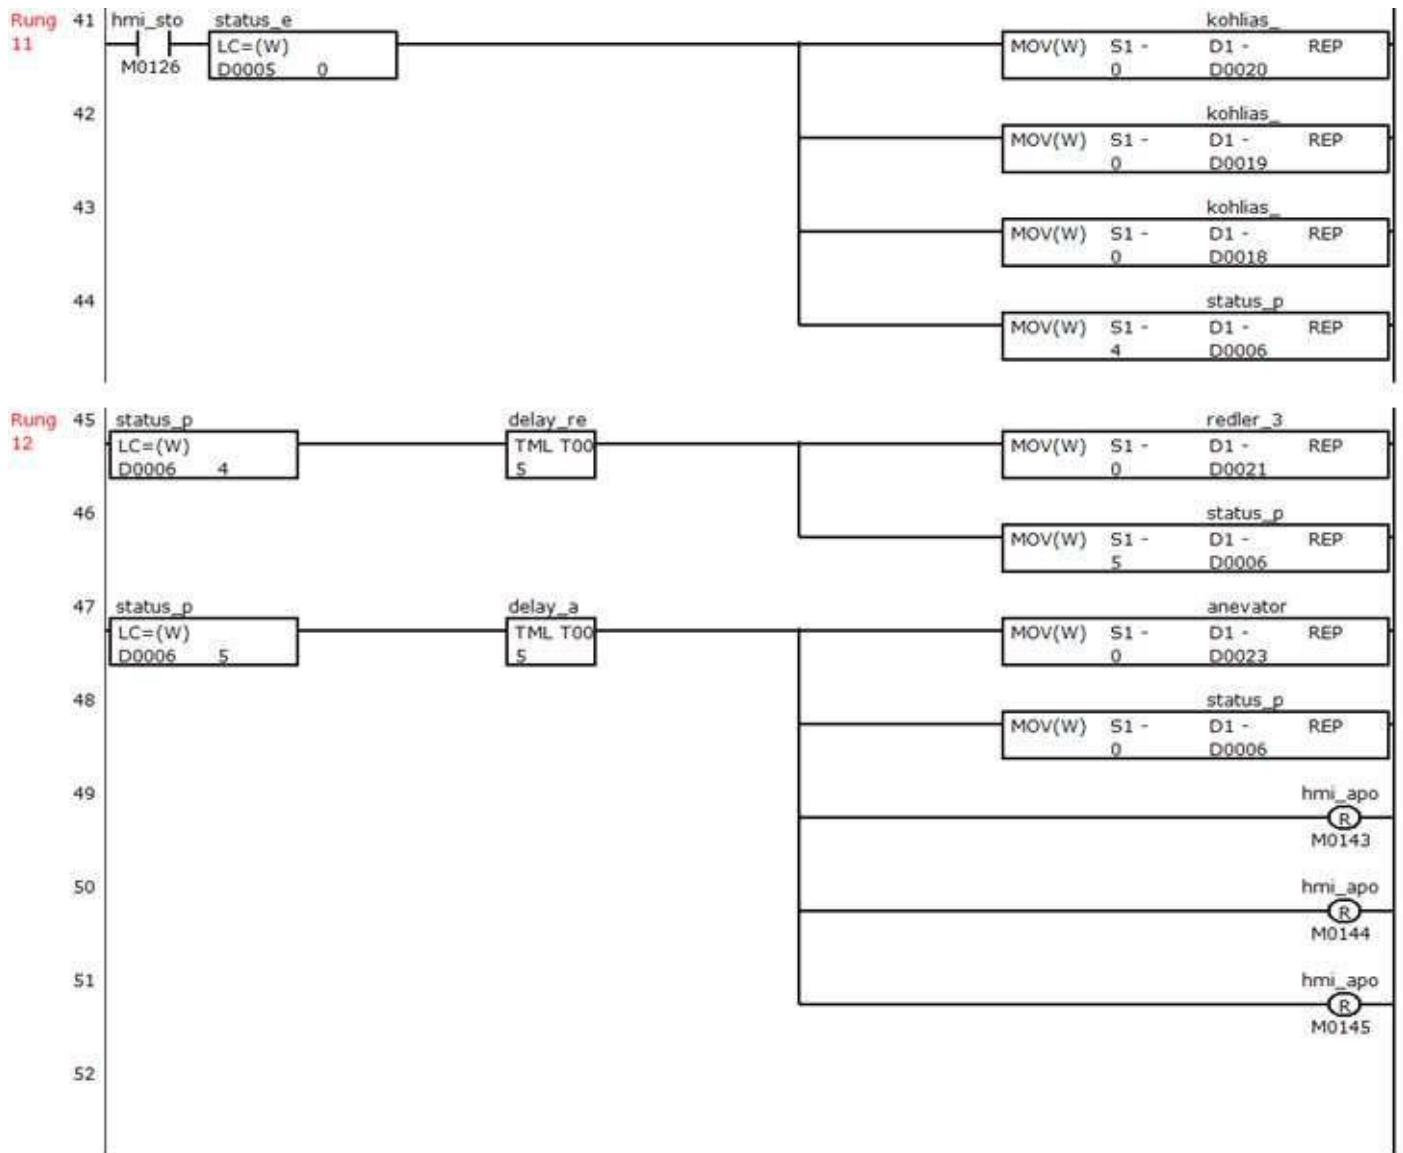 Rung 41 hmi_sto status_e kohlias_
11 LC=(W) MOV(W) S1 - D1 - REP
M0126 D0005 0 0 D0020
42 kohlias_
MOV(W) S1 - D1 - REP
0 D0019
43 kohlias_
MOV(W) S1 - D1 - REP
0 D0018
44 status_p
MOV(W) S1 - D1 - REP
4 D0006
Rung 45 status_p delay_re redler_3
12 LC=(W) TML T00 MOV(W) S1 - D1 - REP
D0006 4 5 0 D0021
46 status_p
MOV(W) S1 - D1 - REP
5 D0006
47 status_p delay_a anevator
LC=(W) TML T00 MOV(W) S1 - D1 - REP
D0006 5 5 0 D0023
48 status_p
MOV(W) S1 - D1 - REP
0 D0006
49 hmi_apo
R
M0143
50 hmi_apo
R
M0144
51 hmi_apo
R
M0145
52